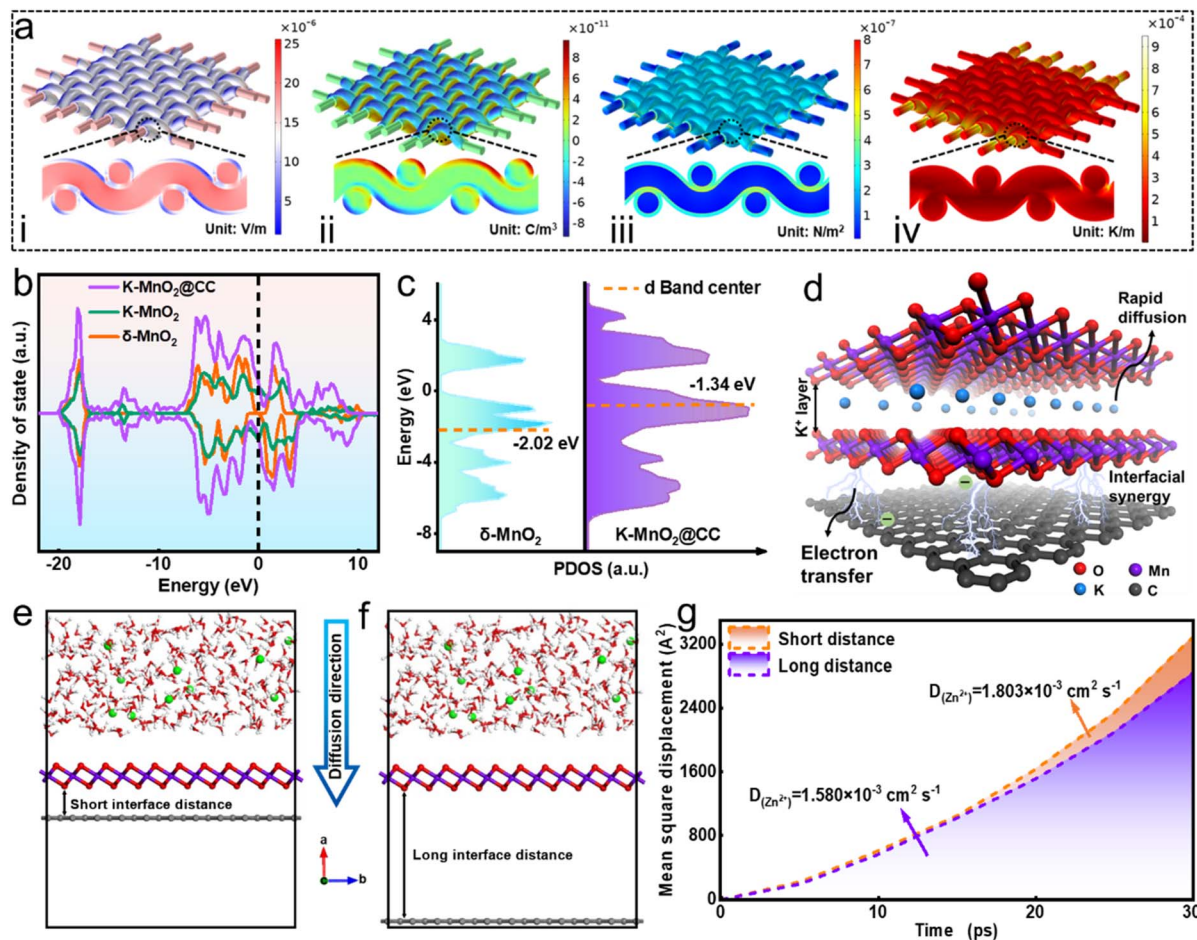 a
×10⁻⁶
25
20
15
10
5
i
Unit: V/m
×10⁻¹¹
8
6
4
2
0
-2
-4
-6
-8
ii
Unit: C/m³
×10⁻⁷
8
7
6
5
4
3
2
1
iii
Unit: N/m²
×10⁻⁴
9
8
7
6
5
4
3
2
1
iv
Unit: K/m
b
K-MnO₂@CC
K-MnO₂
δ-MnO₂
Density of state (a.u.)
-20
-10
-0
10
Energy (eV)
c
d Band center
4
0
-4
-8
Energy (eV)
-1.34 eV
-2.02 eV
δ-MnO₂
K-MnO₂@CC
PDOS (a.u.)
d
Rapid
diffusion
K⁺ layer
Interfacial
synergy
Electron
transfer
O
Mn
K
C
e
Short interface distance
Diffusion direction
a
b
f
Long interface distance
g
Short distance
Long distance
Mean square displacement (A²)
3200
2400
1600
800
0
D(Zn²⁺)=1.803×10⁻³ cm² s⁻¹
D(Zn²⁺)=1.580×10⁻³ cm² s⁻¹
0
10
20
30
Time (ps)